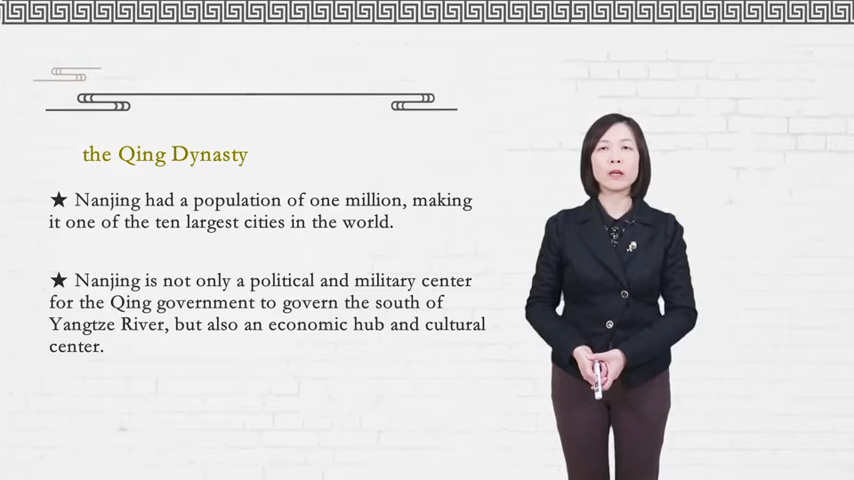 the Qing Dynasty
★ Nanjing had a population of one million, making
it one of the ten largest cities in the world.
★ Nanjing is not only a political and military center
for the Qing government to govern the south of
Yangtze River, but also an economic hub and cultural
center.